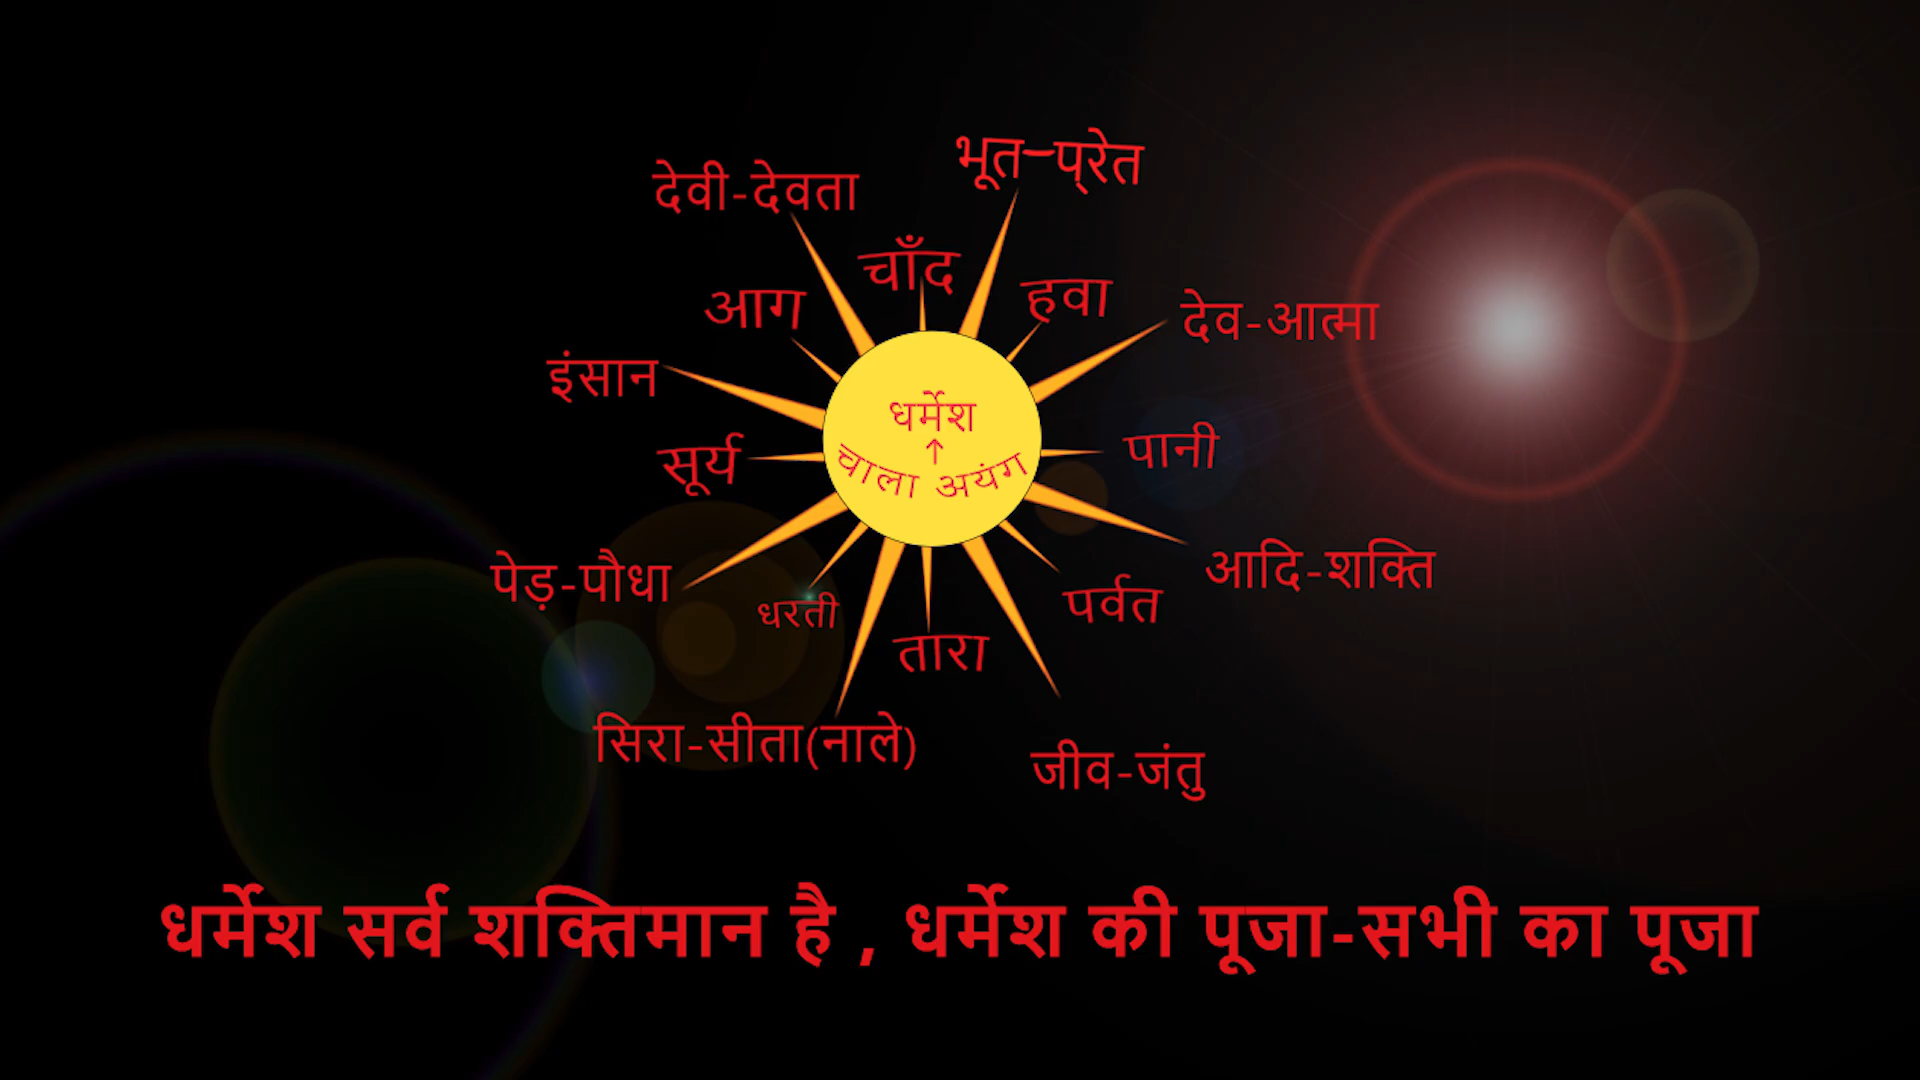 भूत-प्रेत
देवी-देवता
चाँद
हवा
आग
देव-आत्मा
इंसान
धर्मेश
↑
चाला अयंग
सूर्य
पानी
पेड़-पौधा
आदि-शक्ति
धरती
पर्वत
तारा
सिरा-सीता(नाले)
जीव-जंतु
धर्मेश सर्व शक्तिमान है , धर्मेश की पूजा-सभी का पूजा